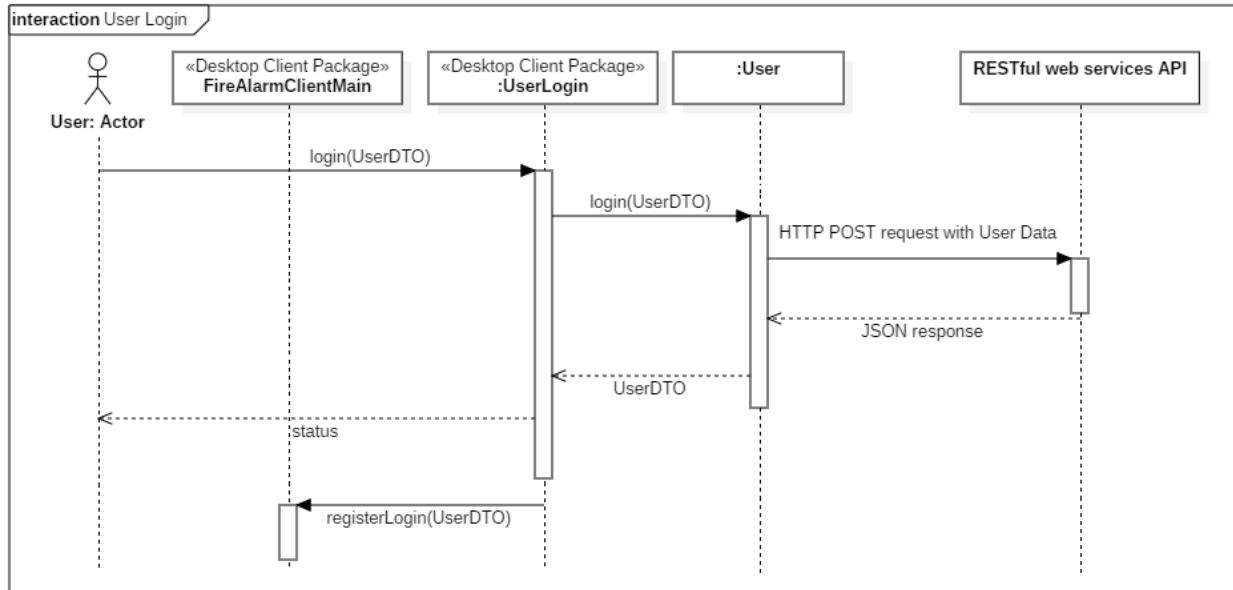 interaction User Login
«Desktop Client Package»
FireAlarmClientMain
«Desktop Client Package»
:UserLogin
:User
RESTful web services API
User: Actor
login(UserDTO)
login(UserDTO)
HTTP POST request with User Data
JSON response
UserDTO
status
registerLogin(UserDTO)